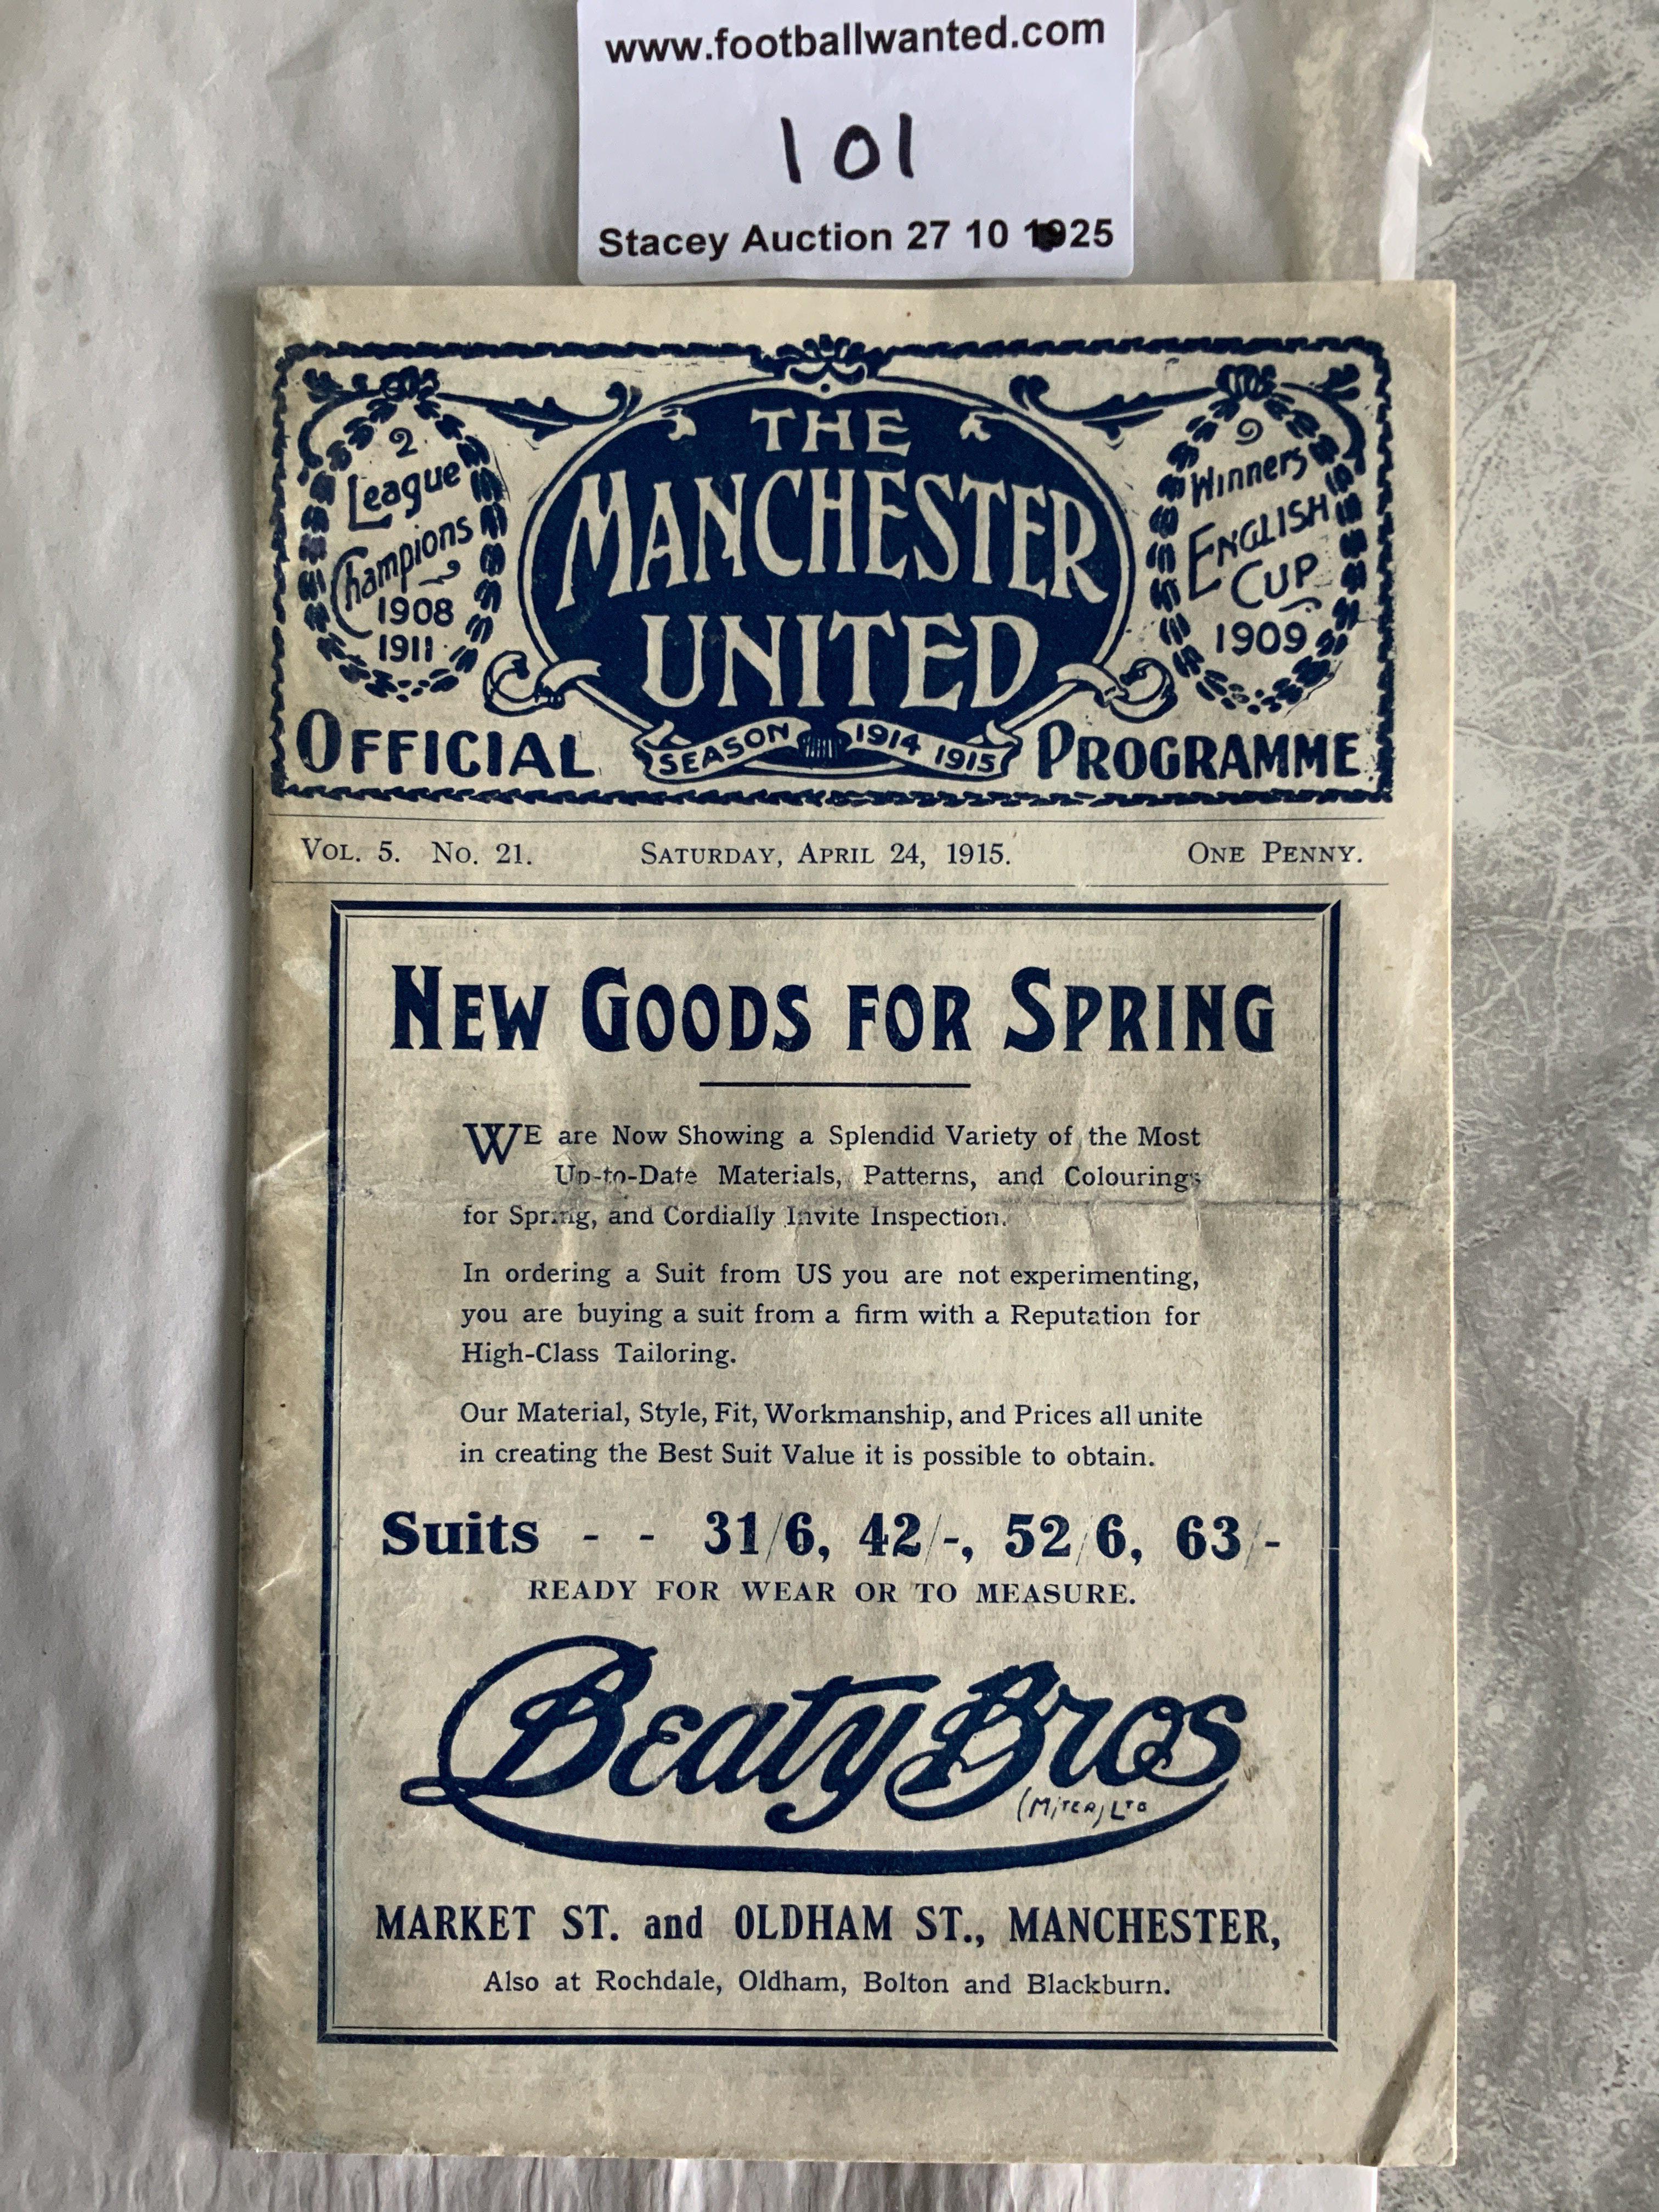 www.footballwanted.com
101
Stacey Auction 27 10 1925
THE
MANCHESTER
UNITED
League
Champions
1908
1911
Winners
ENGLISH
CUP
1909
OFFICIAL
SEASON 1914 1915
PROGRAMME
VOL. 5. NO. 21. SATURDAY, APRIL 24, 1915. ONE PENNY.
NEW GOODS FOR SPRING
WE are Now Showing a Splendid Variety of the Most
Up-to-Date Materials, Patterns, and Colourings
for Spring, and Cordially Invite Inspection.
In ordering a Suit from US you are not experimenting,
you are buying a suit from a firm with a Reputation for
High-Class Tailoring.
Our Material, Style, Fit, Workmanship, and Prices all unite
in creating the Best Suit Value it is possible to obtain.
Suits - - 31/6, 42/-, 52/6, 63/-
READY FOR WEAR OR TO MEASURE.
Beaty Bros
(M/TER) LTD
MARKET ST. and OLDHAM ST., MANCHESTER,
Also at Rochdale, Oldham, Bolton and Blackburn.